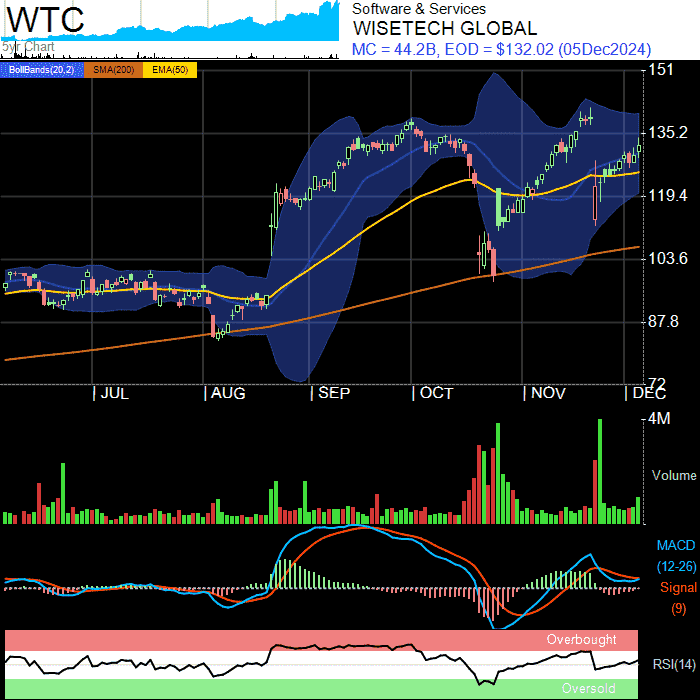 WTC
5yr Chart
Software & Services
WISETECH GLOBAL
MC = 44.2B, EOD = $132.02 (05Dec2024)
BollBands(20,2) SMA(200) EMA(50)
151
135.2
119.4
103.6
87.8
72
JUL AUG SEP OCT NOV DEC
4M
Volume
MACD
(12-26)
Signal
(9)
Overbought
RSI(14)
Oversold